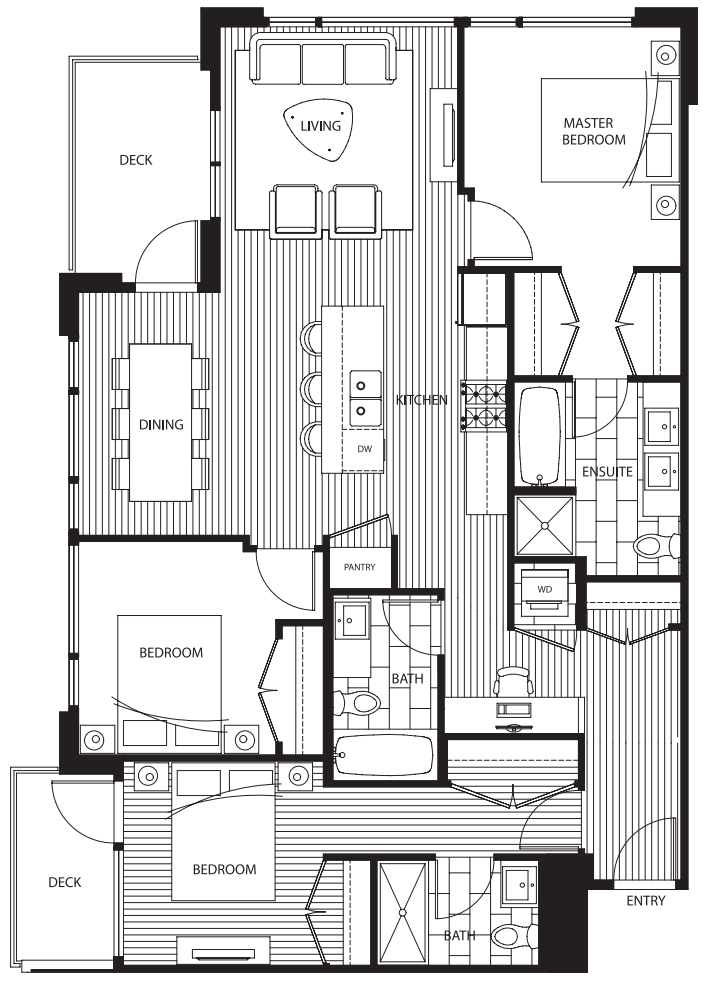 LIVING
MASTER
BEDROOM
DECK
KITCHEN
DINING
DW
ENSUITE
PANTRY
WD
BEDROOM
BATH
BEDROOM
DECK
ENTRY
BATH